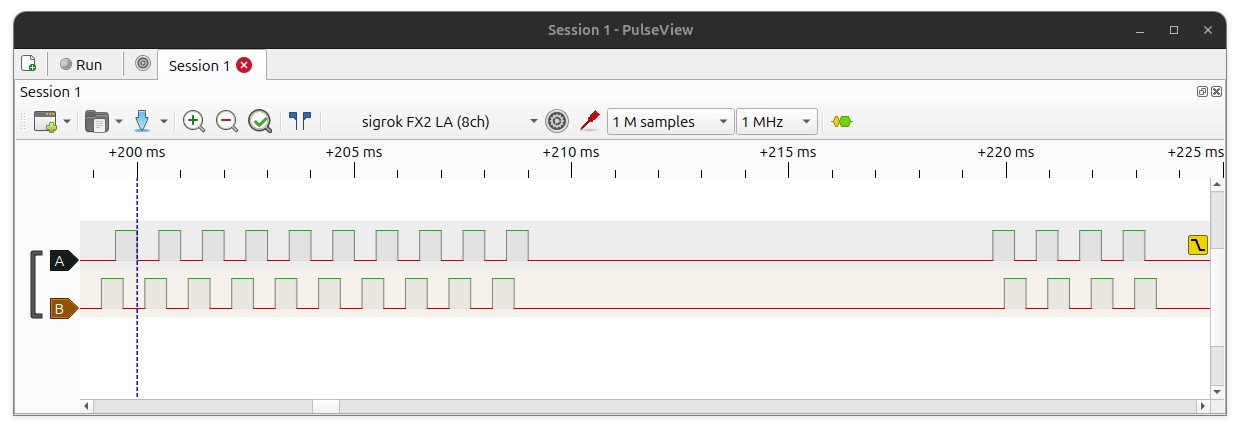 Session 1 - PulseView
Run
Session 1
Session 1
sigrok FX2 LA (8ch)
1 M samples
1 MHz
+200 ms
+205 ms
+210 ms
+215 ms
+220 ms
+225 ms
A
B